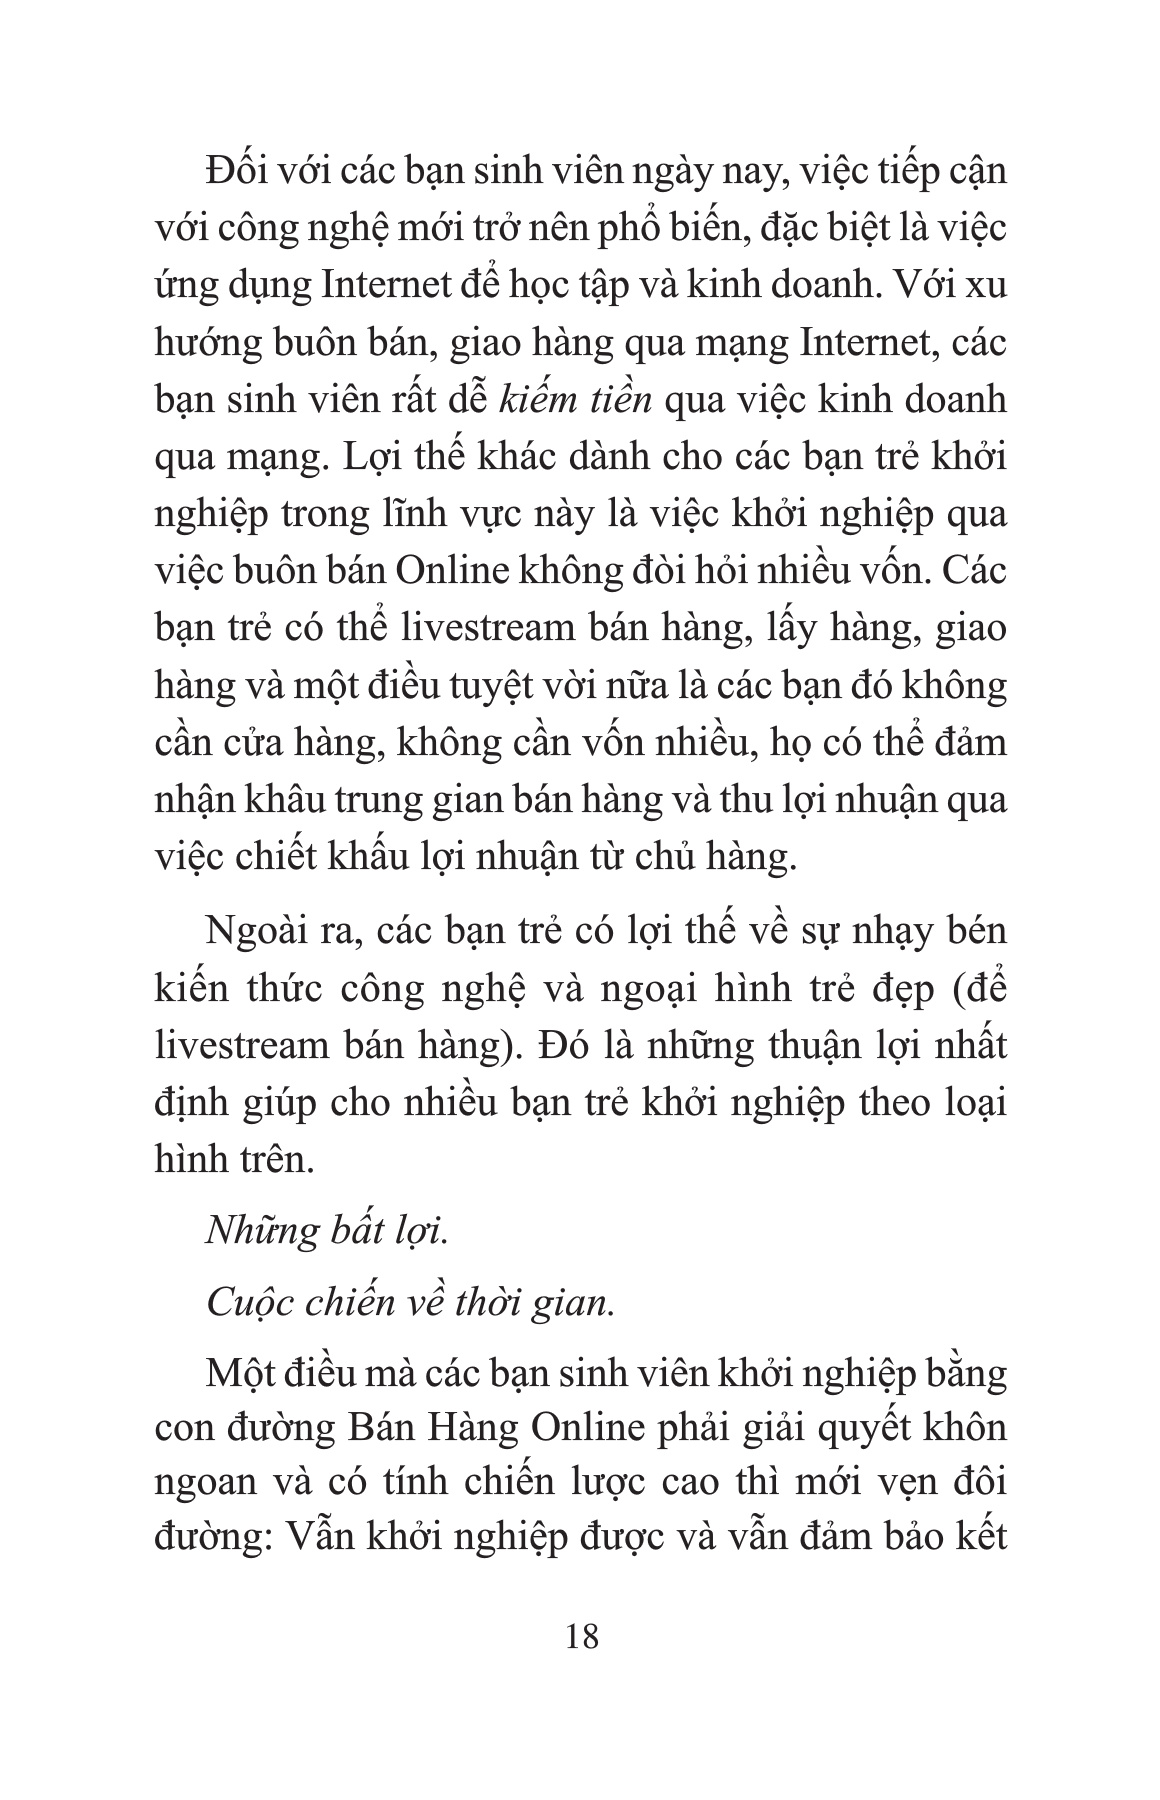 Đối với các bạn sinh viên ngày nay, việc tiếp cận
với công nghệ mới trở nên phổ biến, đặc biệt là việc
ứng dụng Internet để học tập và kinh doanh. Với xu
hướng buôn bán, giao hàng qua mạng Internet, các
bạn sinh viên rất dễ kiếm tiền qua việc kinh doanh
qua mạng. Lợi thế khác dành cho các bạn trẻ khởi
nghiệp trong lĩnh vực này là việc khởi nghiệp qua
việc buôn bán Online không đòi hỏi nhiều vốn. Các
bạn trẻ có thể livestream bán hàng, lấy hàng, giao
hàng và một điều tuyệt vời nữa là các bạn đó không
cần cửa hàng, không cần vốn nhiều, họ có thể đảm
nhận khâu trung gian bán hàng và thu lợi nhuận qua
việc chiết khấu lợi nhuận từ chủ hàng.
Ngoài ra, các bạn trẻ có lợi thế về sự nhạy bén
kiến thức công nghệ và ngoại hình trẻ đẹp (để
livestream bán hàng). Đó là những thuận lợi nhất
định giúp cho nhiều bạn trẻ khởi nghiệp theo loại
hình trên.
Những bất lợi.
Cuộc chiến về thời gian.
Một điều mà các bạn sinh viên khởi nghiệp bằng
con đường Bán Hàng Online phải giải quyết khôn
ngoan và có tính chiến lược cao thì mới vẹn đôi
đường: Vẫn khởi nghiệp được và vẫn đảm bảo kết
18